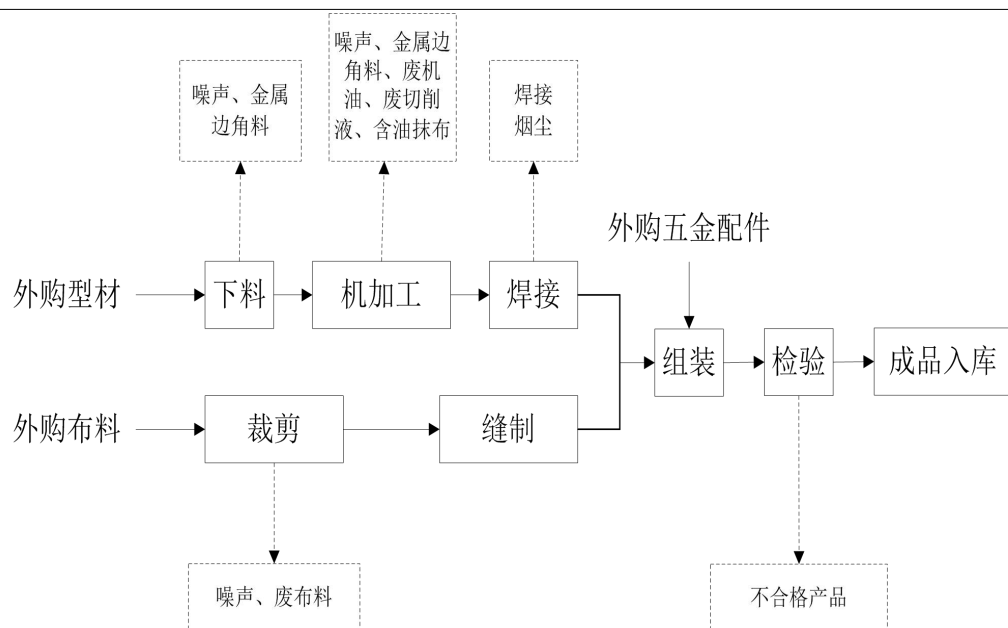 噪声、金属
边角料
噪声、金属边
角料、废机
油、废切削
液、含油抹布
焊接
烟尘
外购五金配件
外购型材
下料
机加工
焊接
组装
检验
成品入库
外购布料
裁剪
缝制
噪声、废布料
不合格产品